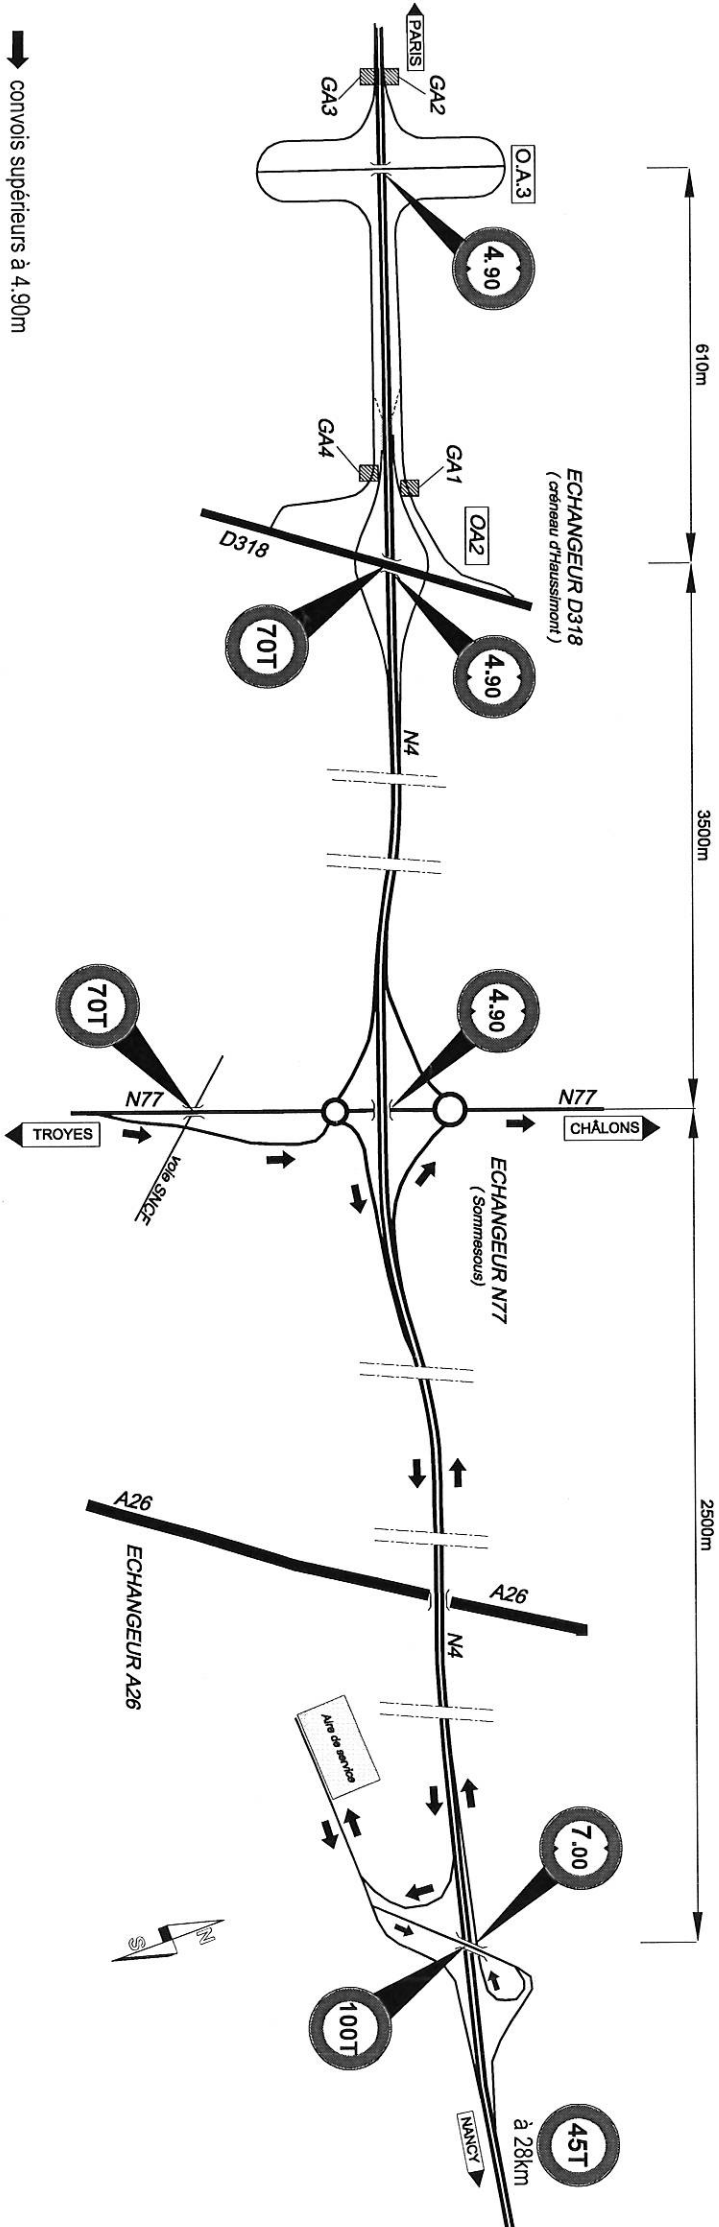 610m
3500m
2500m
PARIS
GA2
GA3
O.A.3
4.90
ECHANGEUR D318
( créneau d'Haussimont )
GA1
GA4
OA2
D318
4.90
70T
N4
4.90
70T
N77
N77
TROYES
CHÂLONS
voie SNCF
ECHANGEUR N77
( Sommesous)
A26
A26
ECHANGEUR A26
N4
Aire de service
7.00
100T
45T
à 28km
NANCY
N
S
convois supérieurs à 4.90m